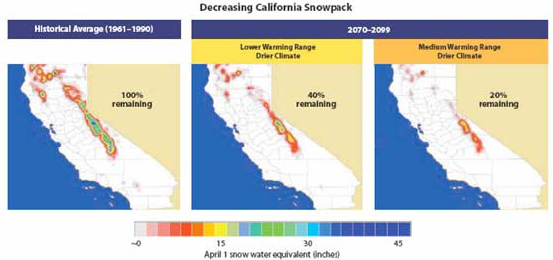 Decreasing California Snowpack
Historical Average (1961–1990)
2070–2099
Lower Warming Range
Drier Climate
Medium Warming Range
Drier Climate
100%
remaining
40%
remaining
20%
remaining
~0 15 30 45
April 1 snow water equivalent (inches)